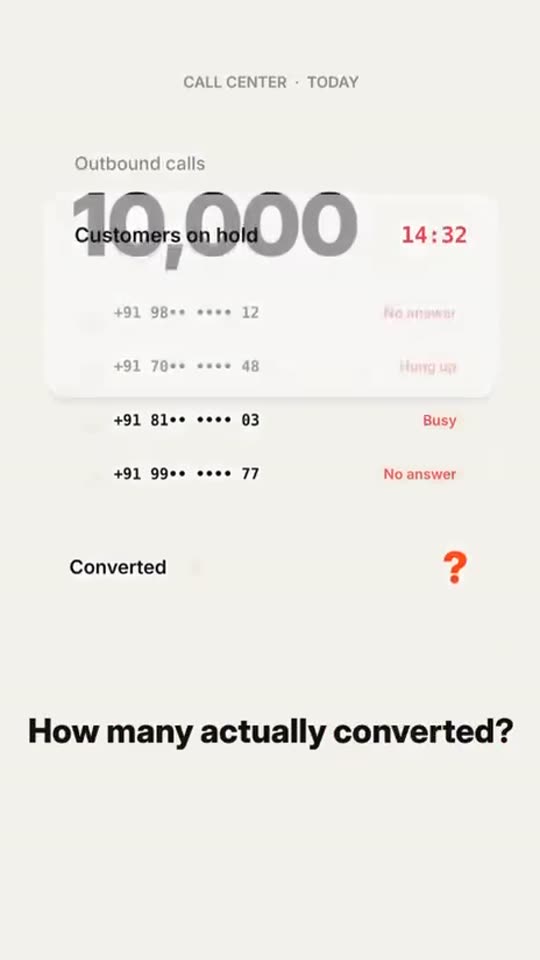 CALL CENTER · TODAY
Outbound calls
10,000
Customers on hold 14:32
+91 98•• •••• 12 No answer
+91 70•• •••• 48 Hung up
+91 81•• •••• 03 Busy
+91 99•• •••• 77 No answer
Converted ?
How many actually converted?